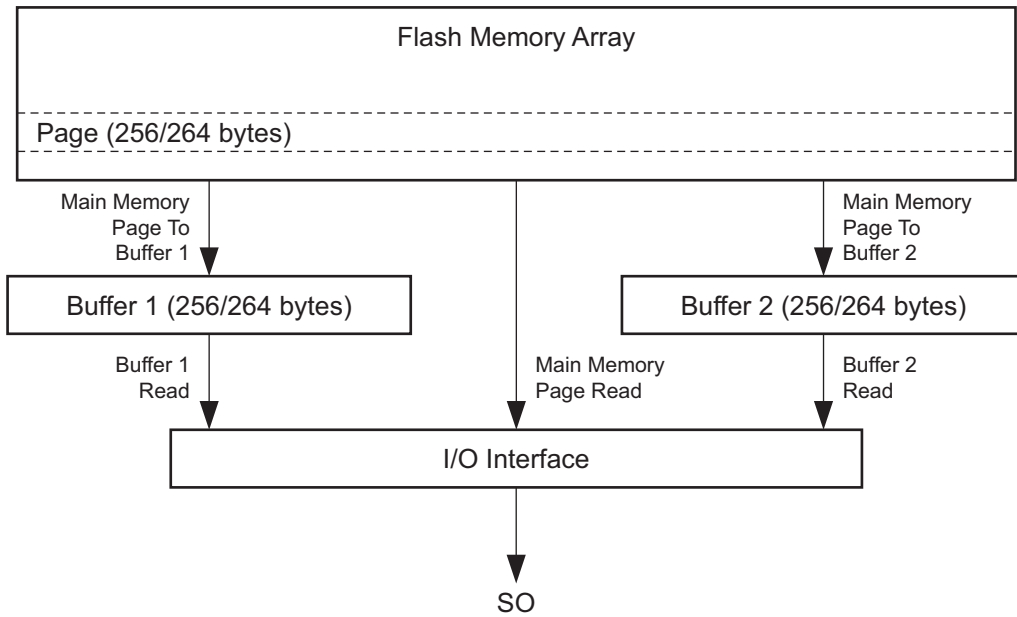 Flash Memory Array
Page (256/264 bytes)
Main Memory
Page To
Buffer 1
Main Memory
Page To
Buffer 2
Buffer 1 (256/264 bytes)
Buffer 2 (256/264 bytes)
Buffer 1
Read
Main Memory
Page Read
Buffer 2
Read
I/O Interface
SO